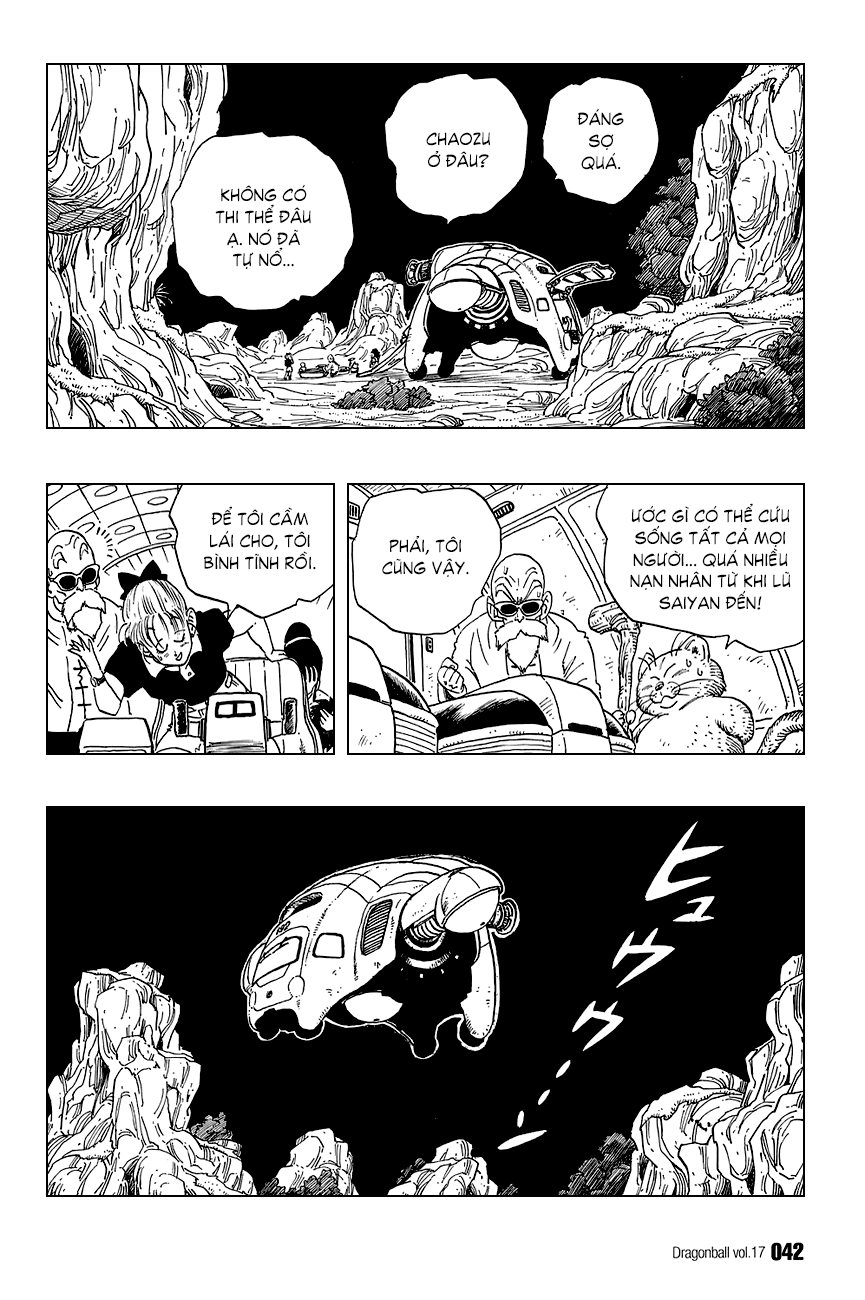 ĐÁNG
SỢ
QUÁ.
CHAOZU
Ở ĐÂU?
KHÔNG CÓ
THI THỂ ĐÂU
Ạ. NÓ ĐÃ
TỰ NỔ...
ƯỚC GÌ CÓ THỂ CỨU
SỐNG TẤT CẢ MỌI
NGƯỜI... QUÁ NHIỀU
NẠN NHÂN TỪ KHI LŨ
SAIYAN ĐẾN!
PHẢI, TÔI
CŨNG VẬY.
ĐỂ TÔI CẦM
LÁI CHO, TÔI
BÌNH TĨNH RỒI.
ヒュウウ...
Dragonball vol.17 042